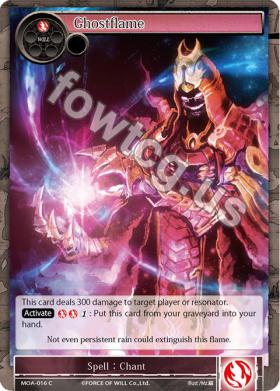 Ghostflame
WILL
fowtcg.us
This card deals 300 damage to target player or resonator.
Activate 1 : Put this card from your graveyard into your
hand.
Not even persistent rain could extinguish this flame.
Spell : Chant
MOA-016 C ©FORCE OF WILL Co.,Ltd.